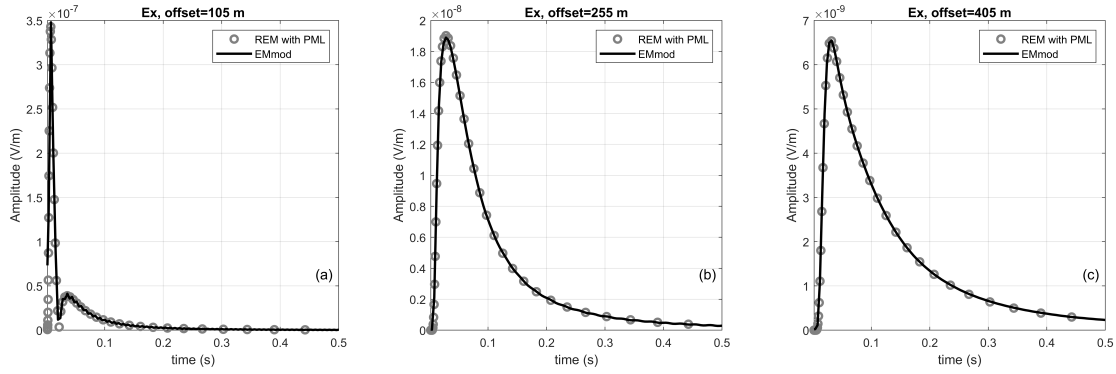 Ex, offset=105 m
×10-7
3.5
3
2.5
2
1.5
1
0.5
0
0 0.1 0.2 0.3 0.4 0.5
Amplitude (V/m)
time (s)
REM with PML
EMmod
(a)
Ex, offset=255 m
×10-8
2
1.8
1.6
1.4
1.2
1
0.8
0.6
0.4
0.2
0
0.1 0.2 0.3 0.4 0.5
Amplitude (V/m)
time (s)
REM with PML
EMmod
(b)
Ex, offset=405 m
×10-9
7
6
5
4
3
2
1
0
0.1 0.2 0.3 0.4 0.5
Amplitude (V/m)
time (s)
REM with PML
EMmod
(c)